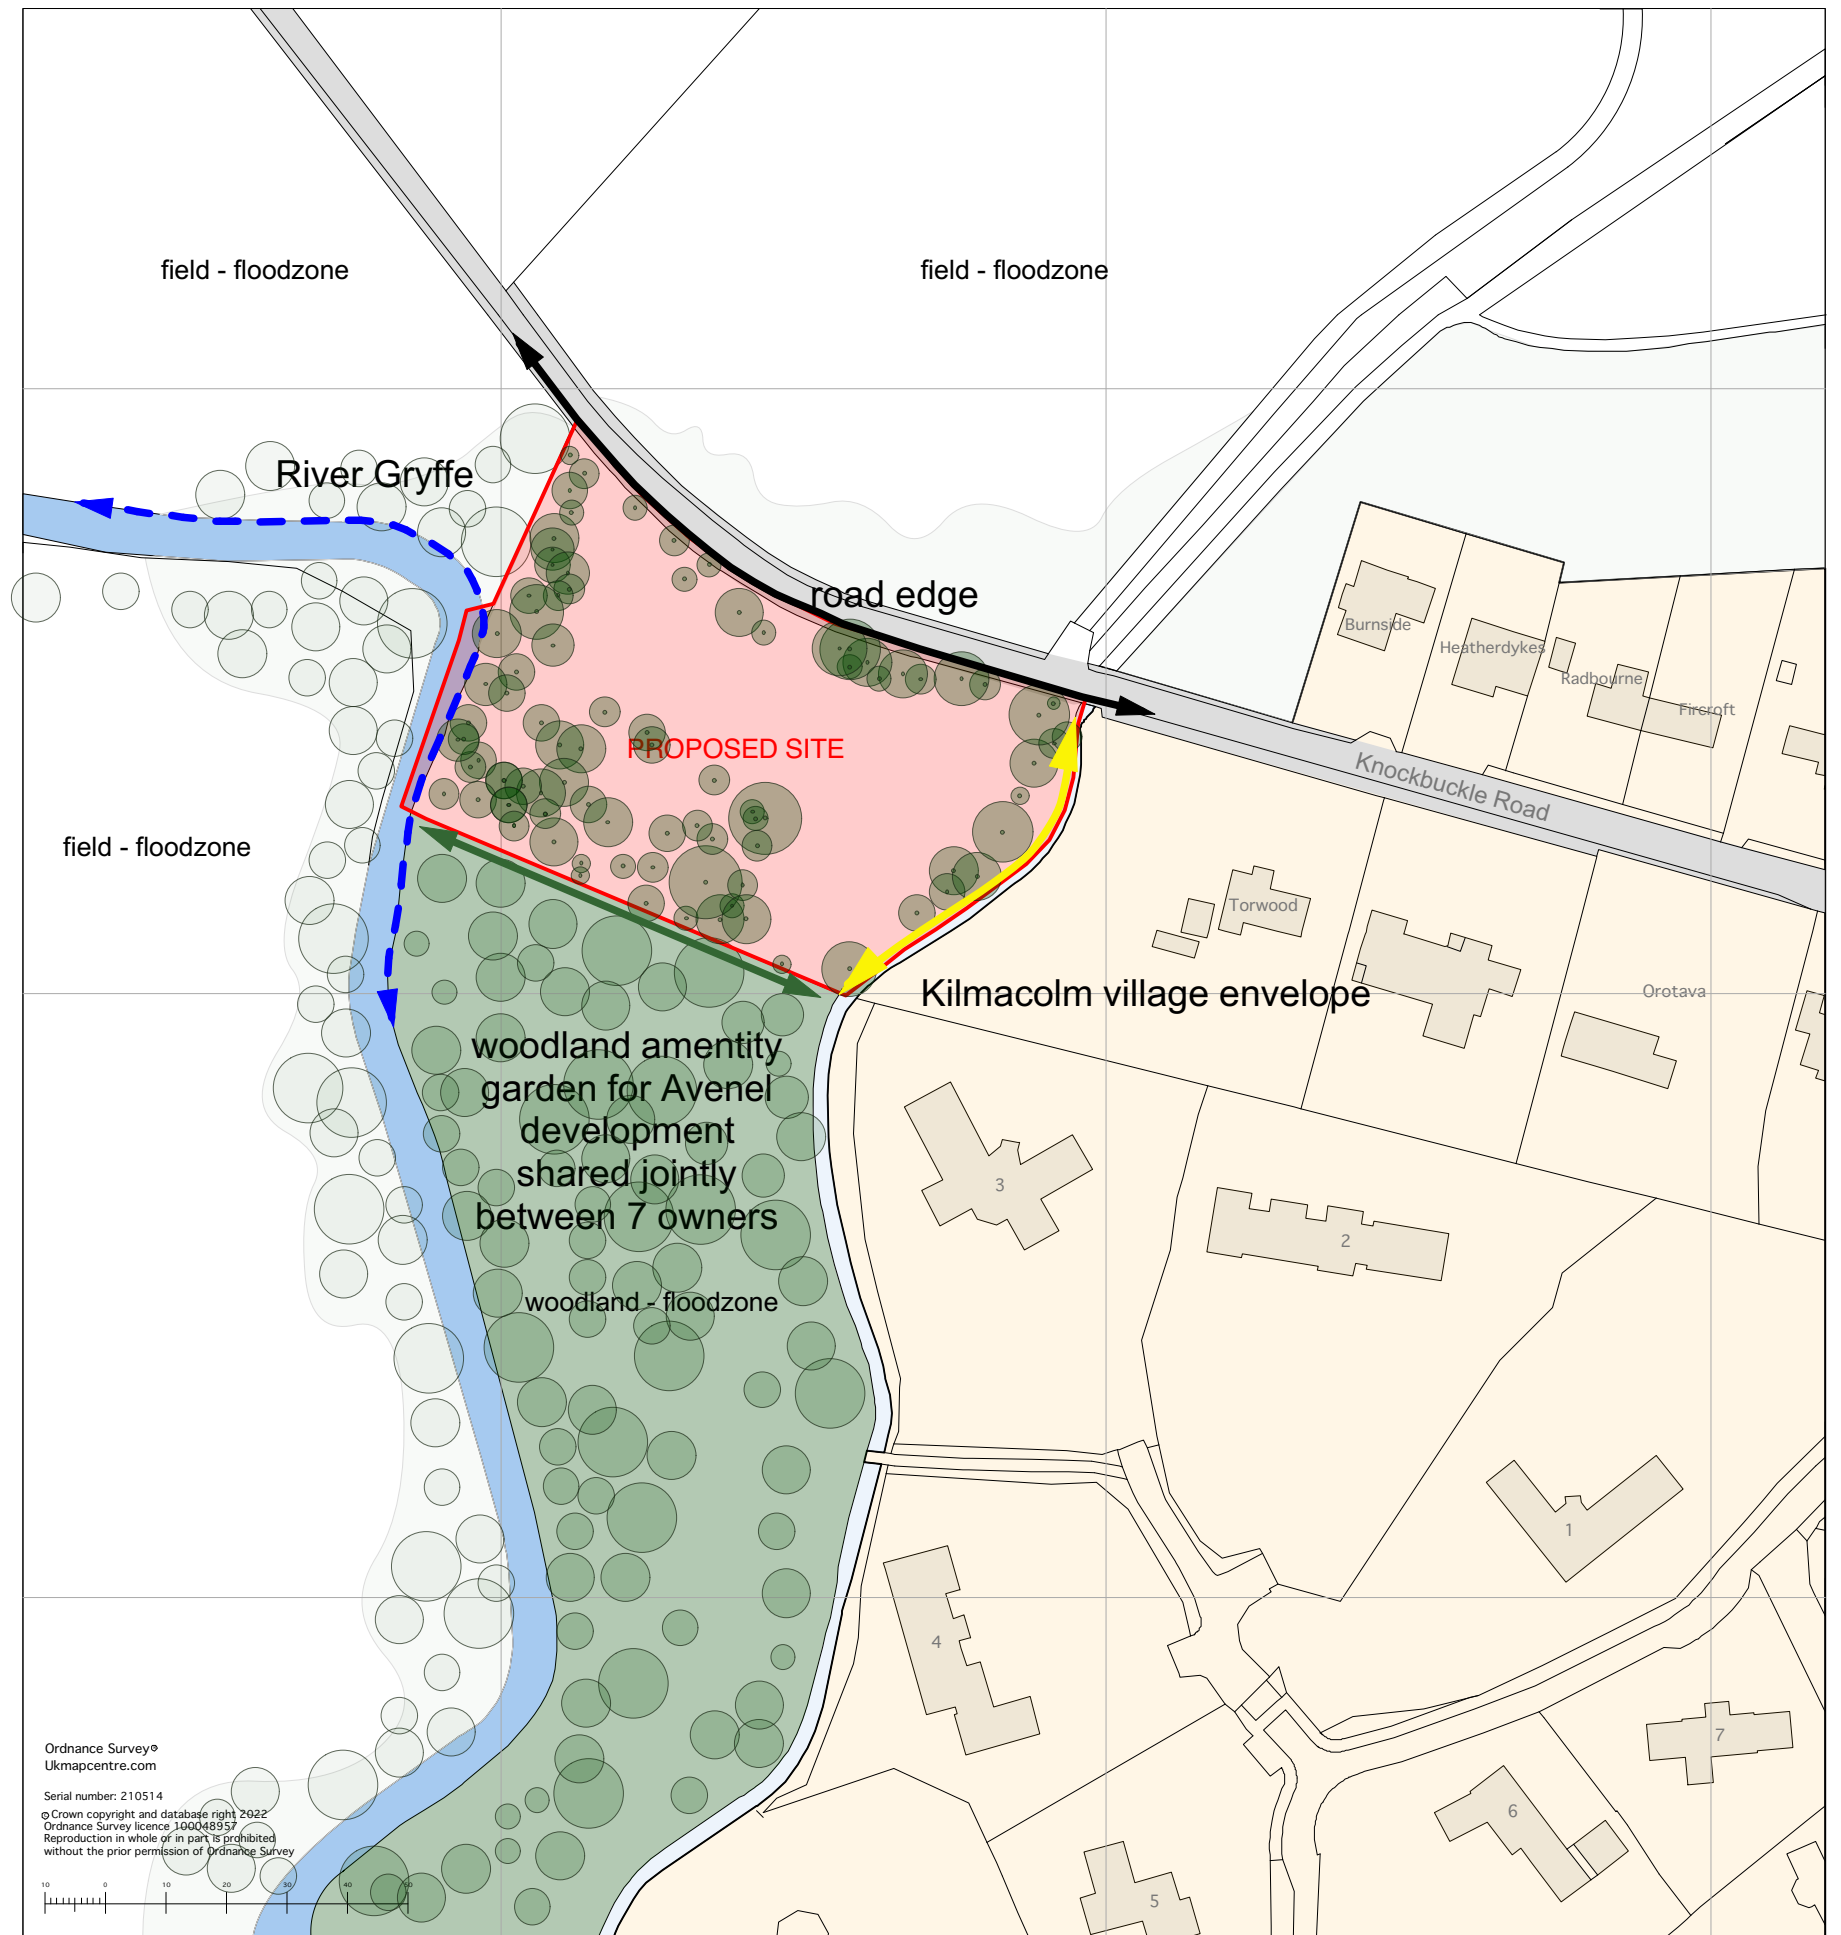 field - floodzone
field - floodzone
River Gryffe
road edge
Burnside
Heatherdykes
Radbourne
Fircroft
PROPOSED SITE
Knockbuckle Road
field - floodzone
Torwood
Kilmacolm village envelope
Orotava
woodland amentity
garden for Avenel
development
shared jointly
between 7 owners
3
2
woodland - floodzone
1
4
7
6
5
Ordnance Survey©
Ukmapcentre.com
Serial number: 210514
© Crown copyright and database right 2022
Ordnance Survey licence 100048957
Reproduction in whole or in part is prohibited
without the prior permission of Ordnance Survey
10 0 10 20 30 40 50